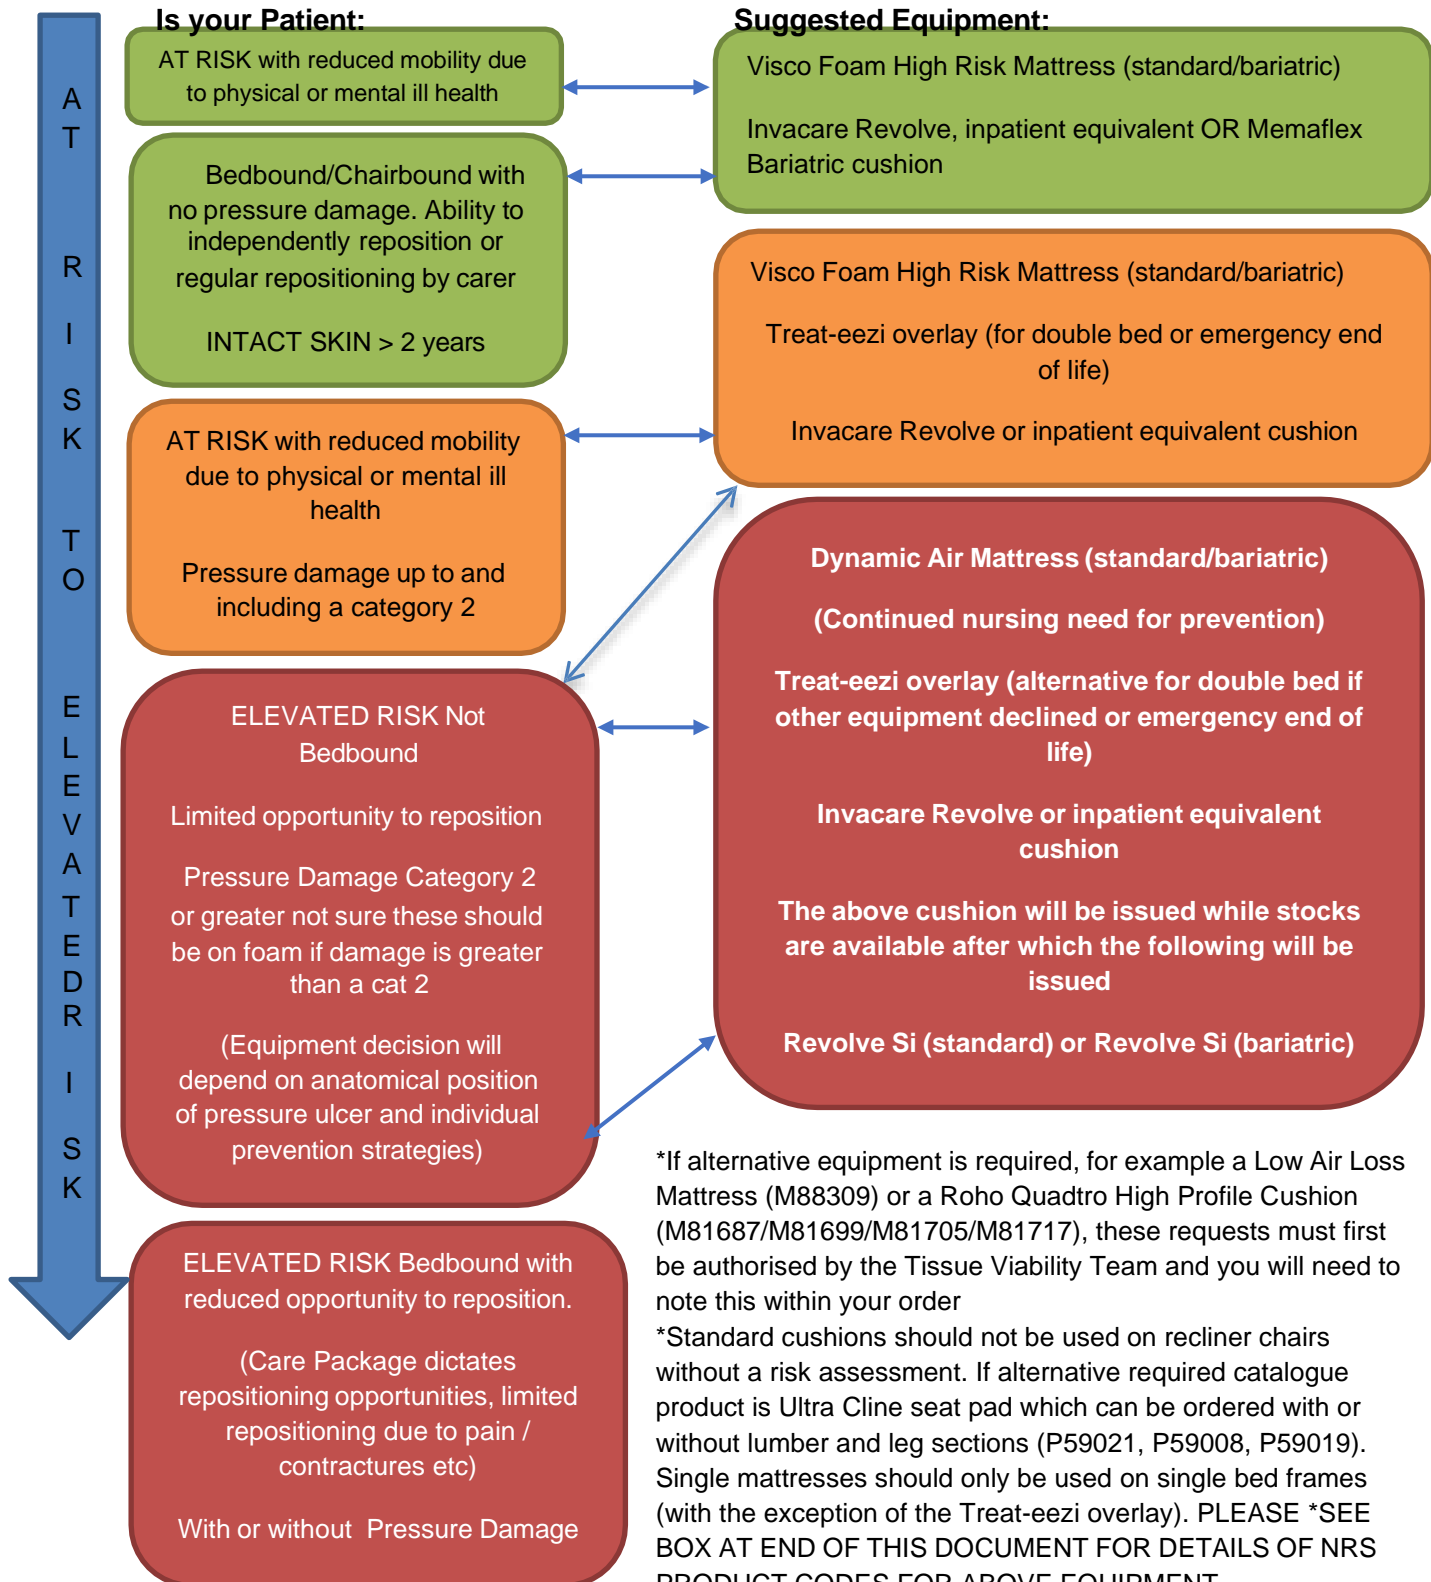 Is your Patient:
AT RISK with reduced mobility due
to physical or mental ill health
Bedbound/Chairbound with
no pressure damage. Ability to
independently reposition or
regular repositioning by carer
INTACT SKIN > 2 years
AT RISK with reduced mobility
due to physical or mental ill
health
Pressure damage up to and
including a category 2
ELEVATED RISK Not
Bedbound
Limited opportunity to reposition
Pressure Damage Category 2
or greater not sure these should
be on foam if damage is greater
than a cat 2
(Equipment decision will
depend on anatomical position
of pressure ulcer and individual
prevention strategies)
ELEVATED RISK Bedbound with
reduced opportunity to reposition.
(Care Package dictates
repositioning opportunities, limited
repositioning due to pain /
contractures etc)
With or without Pressure Damage
A
T
R
I
S
K
T
O
E
L
E
V
A
T
E
D
R
I
S
K
Suggested Equipment:
Visco Foam High Risk Mattress (standard/bariatric)
Invacare Revolve, inpatient equivalent OR Memaflex
Bariatric cushion
Visco Foam High Risk Mattress (standard/bariatric)
Treat-eezi overlay (for double bed or emergency end
of life)
Invacare Revolve or inpatient equivalent cushion
Dynamic Air Mattress (standard/bariatric)
(Continued nursing need for prevention)
Treat-eezi overlay (alternative for double bed if
other equipment declined or emergency end of
life)
Invacare Revolve or inpatient equivalent
cushion
The above cushion will be issued while stocks
are available after which the following will be
issued
Revolve Si (standard) or Revolve Si (bariatric)
*If alternative equipment is required, for example a Low Air Loss
Mattress (M88309) or a Roho Quadtro High Profile Cushion
(M81687/M81699/M81705/M81717), these requests must first
be authorised by the Tissue Viability Team and you will need to
note this within your order
*Standard cushions should not be used on recliner chairs
without a risk assessment. If alternative required catalogue
product is Ultra Cline seat pad which can be ordered with or
without lumber and leg sections (P59021, P59008, P59019).
Single mattresses should only be used on single bed frames
(with the exception of the Treat-eezi overlay). PLEASE *SEE
BOX AT END OF THIS DOCUMENT FOR DETAILS OF NRS
PRODUCT CODES FOR ABOVE EQUIPMENT